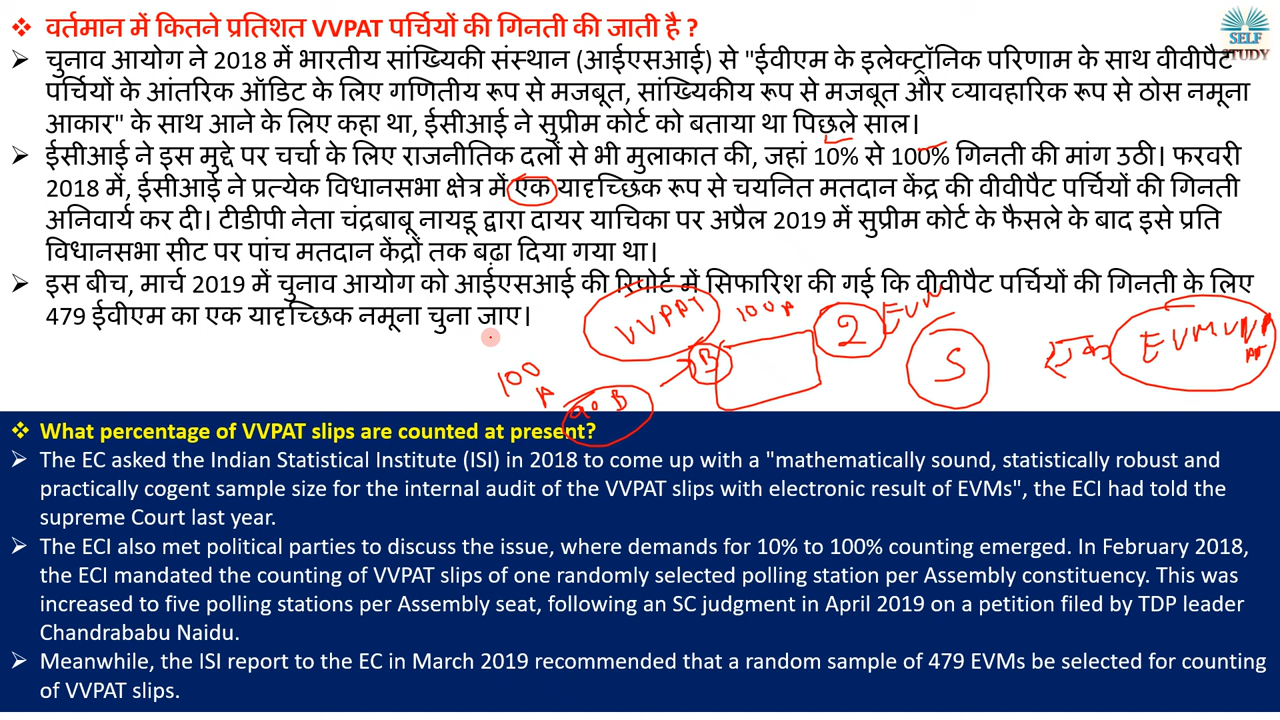 ❖ वर्तमान में कितने प्रतिशत VVPAT पर्चियों की गिनती की जाती है ?
SELF
STUDY
➢ चुनाव आयोग ने 2018 में भारतीय सांख्यिकी संस्थान (आईएसआई) से "ईवीएम के इलेक्ट्रॉनिक परिणाम के साथ वीवीपैट
पर्चियों के आंतरिक ऑडिट के लिए गणितीय रूप से मजबूत, सांख्यिकीय रूप से मजबूत और व्यावहारिक रूप से ठोस नमूना
आकार" के साथ आने के लिए कहा था, ईसीआई ने सुप्रीम कोर्ट को बताया था पिछले साल।
➢ ईसीआई ने इस मुद्दे पर चर्चा के लिए राजनीतिक दलों से भी मुलाकात की, जहां 10% से 100% गिनती की मांग उठी। फरवरी
2018 में, ईसीआई ने प्रत्येक विधानसभा क्षेत्र में एक यादृच्छिक रूप से चयनित मतदान केंद्र की वीवीपैट पर्चियों की गिनती
अनिवार्य कर दी। टीडीपी नेता चंद्रबाबू नायडू द्वारा दायर याचिका पर अप्रैल 2019 में सुप्रीम कोर्ट के फैसले के बाद इसे प्रति
विधानसभा सीट पर पांच मतदान केंद्रों तक बढ़ा दिया गया था।
➢ इस बीच, मार्च 2019 में चुनाव आयोग को आईएसआई की रिपोर्ट में सिफारिश की गई कि वीवीपैट पर्चियों की गिनती के लिए
479 ईवीएम का एक यादृच्छिक नमूना चुना जाए।
VVPAT
100 A
2
EVM
S
एक
EVM VV
PAT
B
100
A
90 B
❖ What percentage of VVPAT slips are counted at present?
➢ The EC asked the Indian Statistical Institute (ISI) in 2018 to come up with a "mathematically sound, statistically robust and
practically cogent sample size for the internal audit of the VVPAT slips with electronic result of EVMs", the ECI had told the
supreme Court last year.
➢ The ECI also met political parties to discuss the issue, where demands for 10% to 100% counting emerged. In February 2018,
the ECI mandated the counting of VVPAT slips of one randomly selected polling station per Assembly constituency. This was
increased to five polling stations per Assembly seat, following an SC judgment in April 2019 on a petition filed by TDP leader
Chandrababu Naidu.
➢ Meanwhile, the ISI report to the EC in March 2019 recommended that a random sample of 479 EVMs be selected for counting
of VVPAT slips.